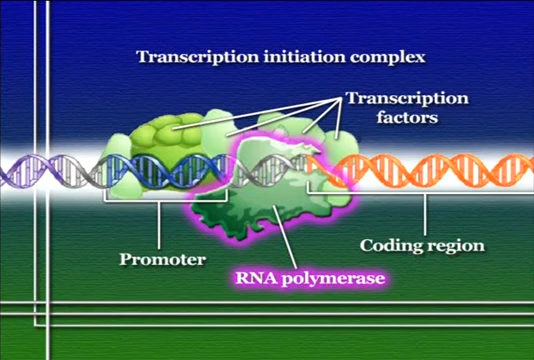 Transcription initiation complex
Transcription
factors
Promoter
Coding region
RNA polymerase